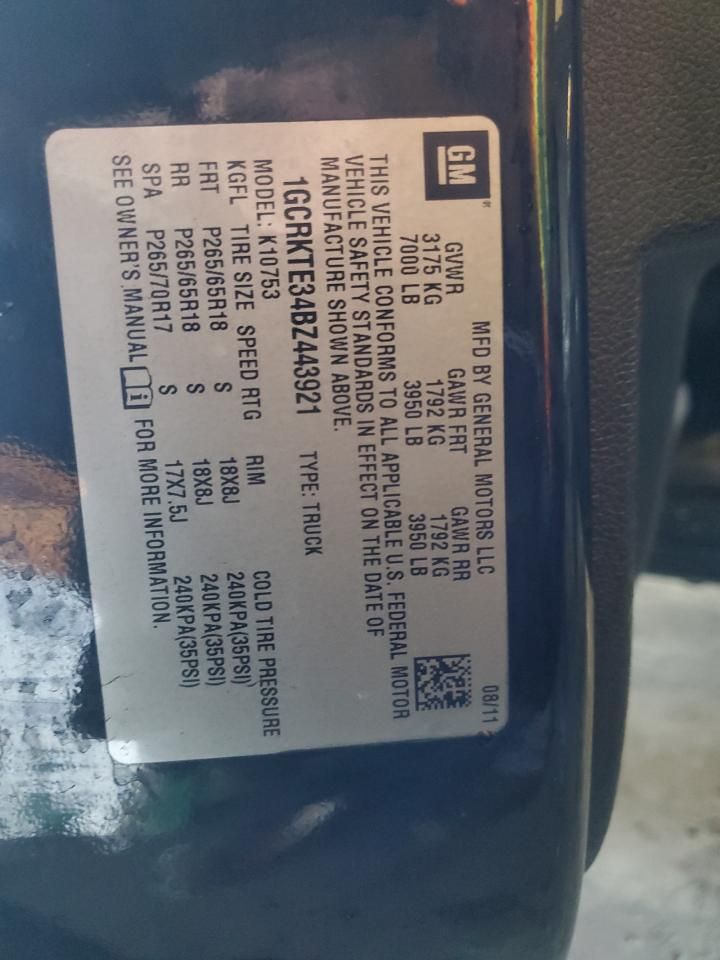 GM®
MFD BY GENERAL MOTORS LLC 08/11
GVWR GAWR FRT GAWR RR
3175 KG 1792 KG 1792 KG
7000 LB 3950 LB 3950 LB
THIS VEHICLE CONFORMS TO ALL APPLICABLE U.S. FEDERAL MOTOR
VEHICLE SAFETY STANDARDS IN EFFECT ON THE DATE OF
MANUFACTURE SHOWN ABOVE.
1GCRKTE34BZ443921 TYPE: TRUCK
MODEL: K10753
KGFL TIRE SIZE SPEED RTG RIM COLD TIRE PRESSURE
FRT P265/65R18 S 18X8J 240KPA(35PSI)
RR P265/65R18 S 18X8J 240KPA(35PSI)
SPA P265/70R17 S 17X7.5J 240KPA(35PSI)
SEE OWNER'S MANUAL FOR MORE INFORMATION.